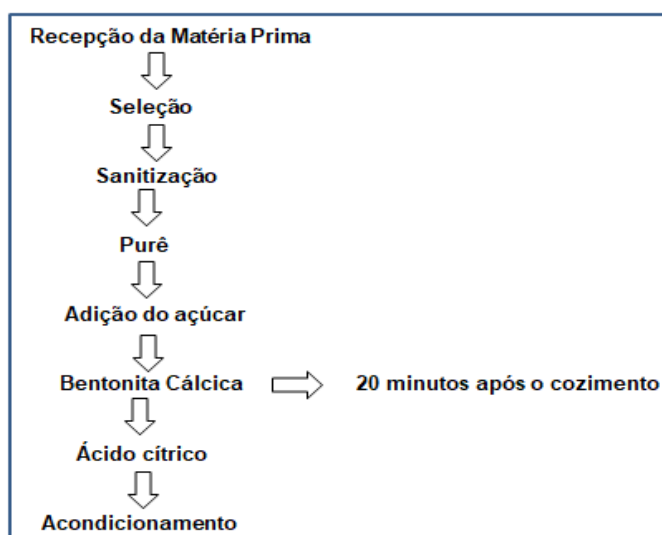 Recepção da Matéria Prima
Seleção
Sanitização
Purê
Adição do açúcar
Bentonita Cálcica 20 minutos após o cozimento
Ácido cítrico
Acondicionamento